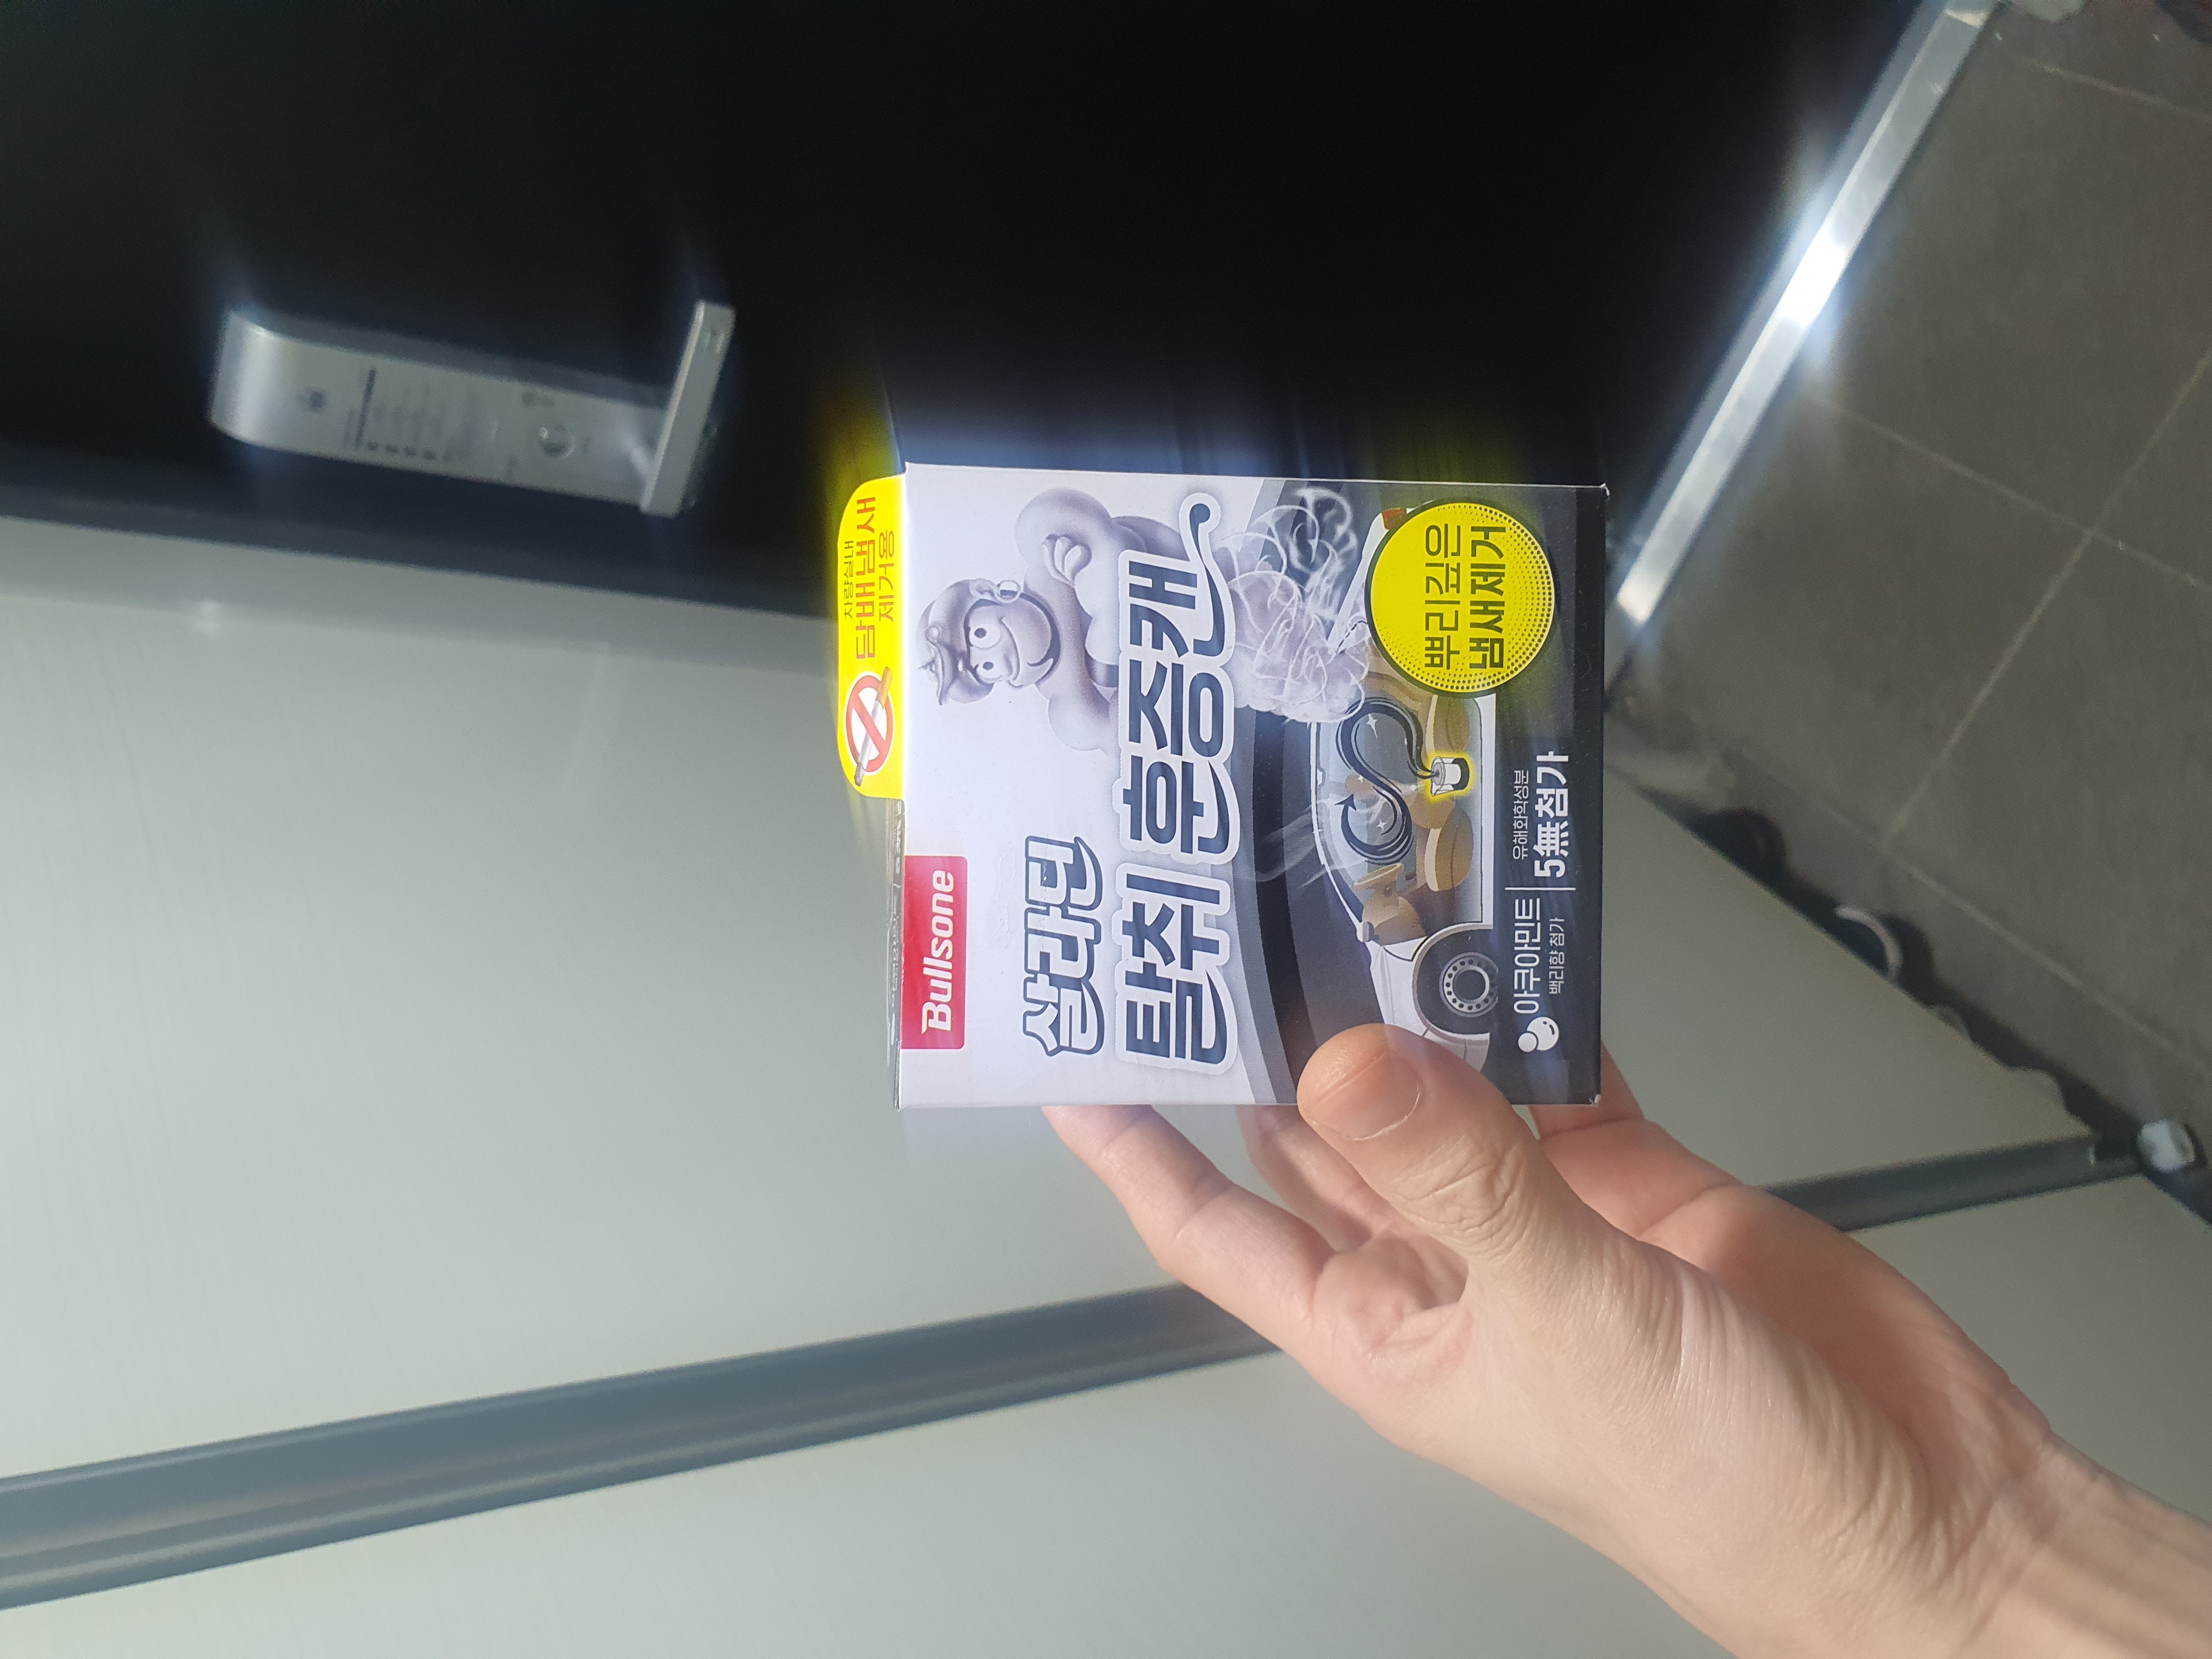 차량실내
담배냄새
제거용
Bullsone
살라딘
탈취 훈증캔
뿌리깊은
냄새제거
아쿠아민트
백리향 첨가
유해화학성분
5無첨가